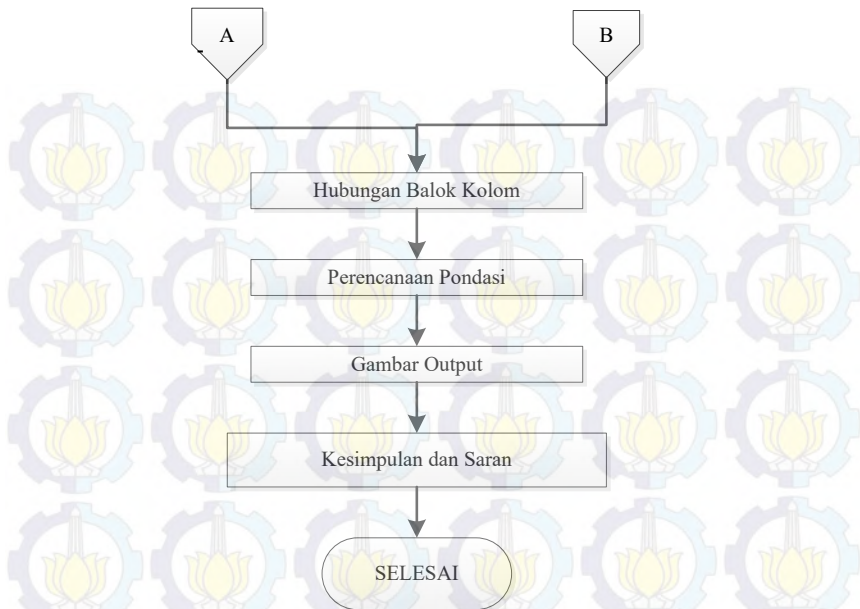 A
B
Hubungan Balok Kolom
Perencanaan Pondasi
Gambar Output
Kesimpulan dan Saran
SELESAI